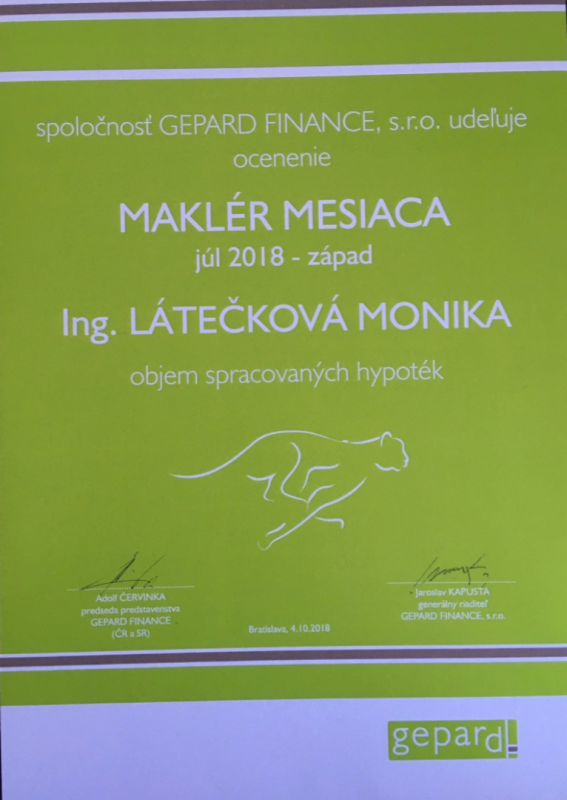 spoločnosť GEPARD FINANCE, s.r.o. udeľuje
ocenenie
MAKLÉR MESIACA
júl 2018 - západ
Ing. LÁTEČKOVÁ MONIKA
objem spracovaných hypoték
Adolf ČERVINKA
predseda predstavenstva
GEPARD FINANCE
(ČR a SR)
Bratislava, 4.10.2018
Jaroslav KAPUSTA
generálny riaditeľ
GEPARD FINANCE, s.r.o.
gepard